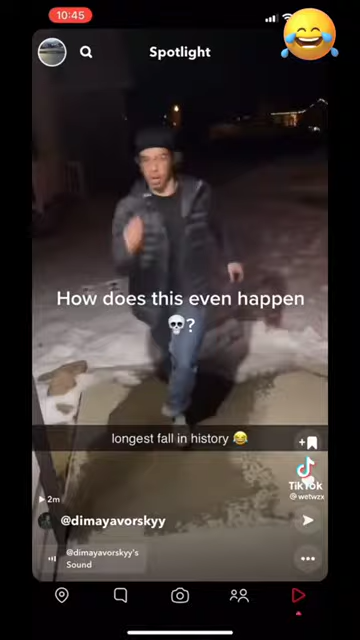 10:45
Spotlight
How does this even happen
💀?
longest fall in history 😂
TikTok
@wetwzx
2m
@dimayavorskyy
@dimayavorskyy's
Sound